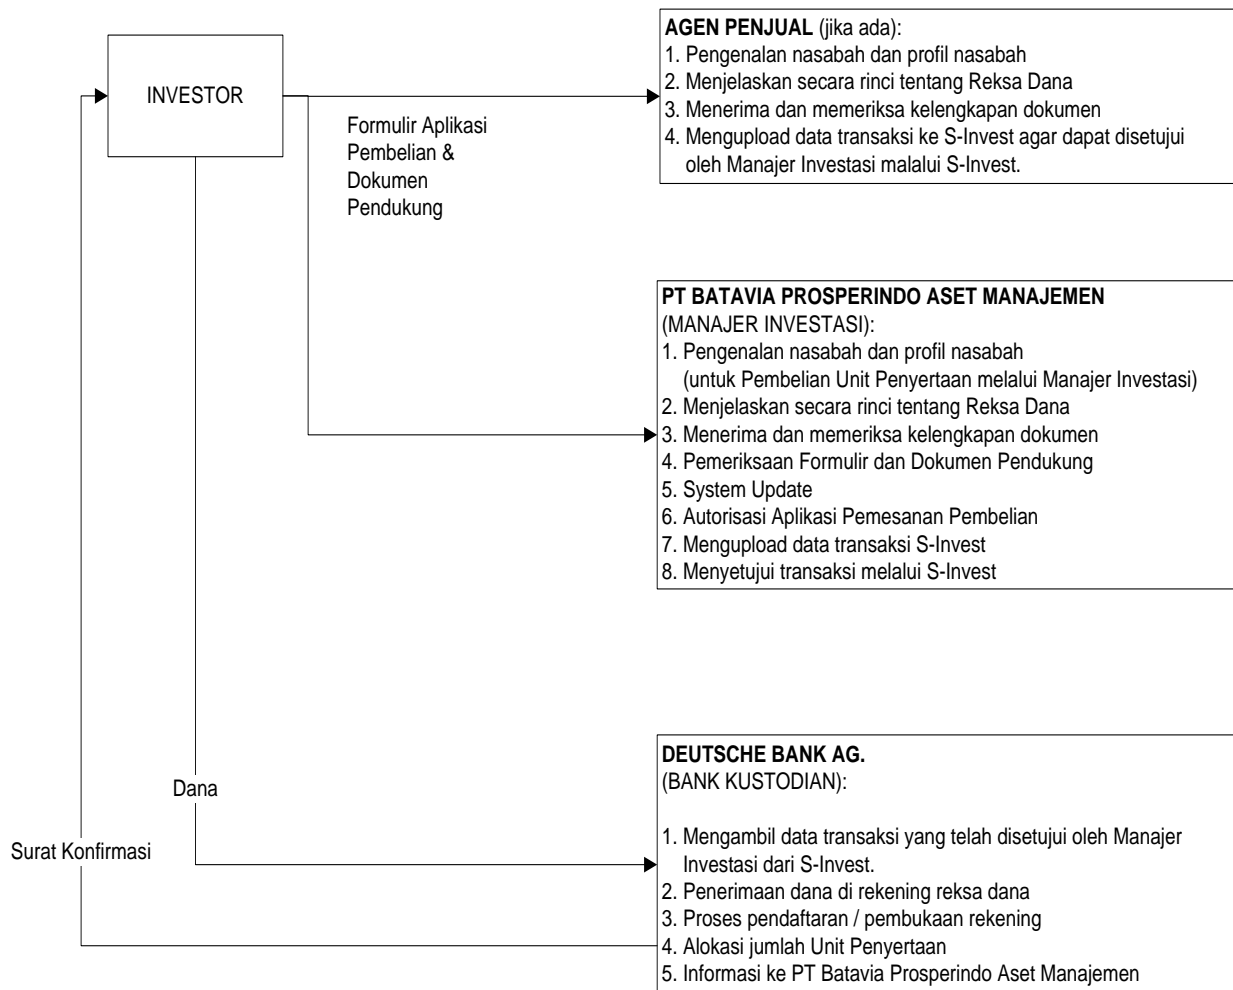 INVESTOR
Formulir Aplikasi
Pembelian &
Dokumen
Pendukung
AGEN PENJUAL (jika ada):
1. Pengenalan nasabah dan profil nasabah
2. Menjelaskan secara rinci tentang Reksa Dana
3. Menerima dan memeriksa kelengkapan dokumen
4. Mengupload data transaksi ke S-Invest agar dapat disetujui
oleh Manajer Investasi malalui S-Invest.
PT BATAVIA PROSPERINDO ASET MANAJEMEN
(MANAJER INVESTASI):
1. Pengenalan nasabah dan profil nasabah
(untuk Pembelian Unit Penyertaan melalui Manajer Investasi)
2. Menjelaskan secara rinci tentang Reksa Dana
3. Menerima dan memeriksa kelengkapan dokumen
4. Pemeriksaan Formulir dan Dokumen Pendukung
5. System Update
6. Autorisasi Aplikasi Pemesanan Pembelian
7. Mengupload data transaksi S-Invest
8. Menyetujui transaksi melalui S-Invest
Dana
Surat Konfirmasi
DEUTSCHE BANK AG.
(BANK KUSTODIAN):
1. Mengambil data transaksi yang telah disetujui oleh Manajer
Investasi dari S-Invest.
2. Penerimaan dana di rekening reksa dana
3. Proses pendaftaran / pembukaan rekening
4. Alokasi jumlah Unit Penyertaan
5. Informasi ke PT Batavia Prosperindo Aset Manajemen